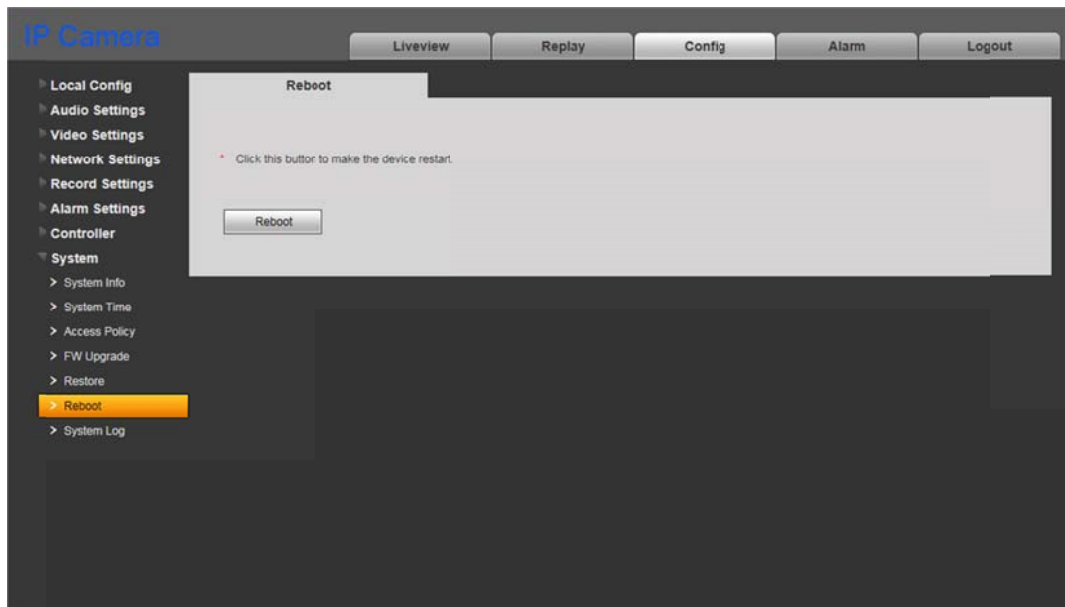 IP Camera
Liveview Replay Config Alarm Logout
Local Config
Audio Settings
Video Settings
Network Settings
Record Settings
Alarm Settings
Controller
System
> System Info
> System Time
> Access Policy
> FW Upgrade
> Restore
> Reboot
> System Log
Reboot
* Click this buttor to make the device restart.
Reboot